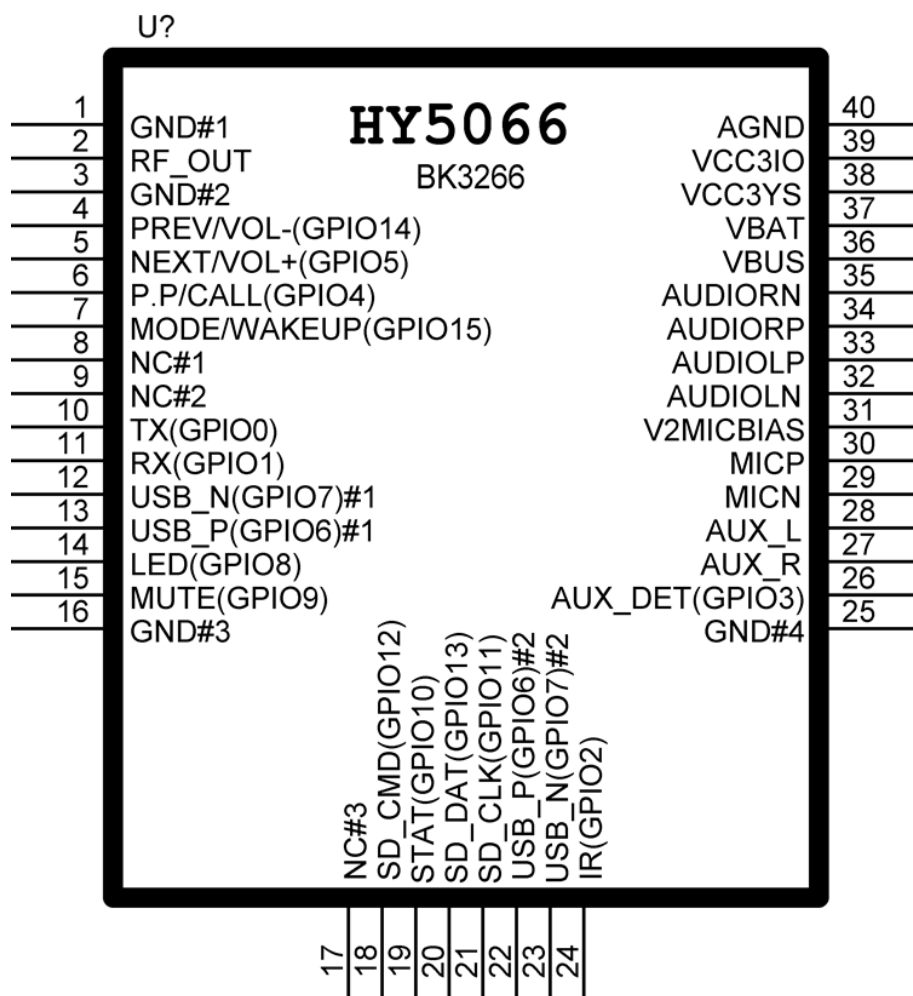 U?
HY5066
BK3266
1 GND#1
2 RF_OUT
3 GND#2
4 PREV/VOL-(GPIO14)
5 NEXT/VOL+(GPIO5)
6 P.P/CALL(GPIO4)
7 MODE/WAKEUP(GPIO15)
8 NC#1
9 NC#2
10 TX(GPIO0)
11 RX(GPIO1)
12 USB_N(GPIO7)#1
13 USB_P(GPIO6)#1
14 LED(GPIO8)
15 MUTE(GPIO9)
16 GND#3
NC#3 17
SD_CMD(GPIO12) 18
STAT(GPIO10) 19
SD_DAT(GPIO13) 20
SD_CLK(GPIO11) 21
USB_P(GPIO6)#2 22
USB_N(GPIO7)#2 23
IR(GPIO2) 24
AGND 40
VCC3IO 39
VCC3YS 38
VBAT 37
VBUS 36
AUDIORN 35
AUDIORP 34
AUDIOLP 33
AUDIOLN 32
V2MICBIAS 31
MICP 30
MICN 29
AUX_L 28
AUX_R 27
AUX_DET(GPIO3) 26
GND#4 25